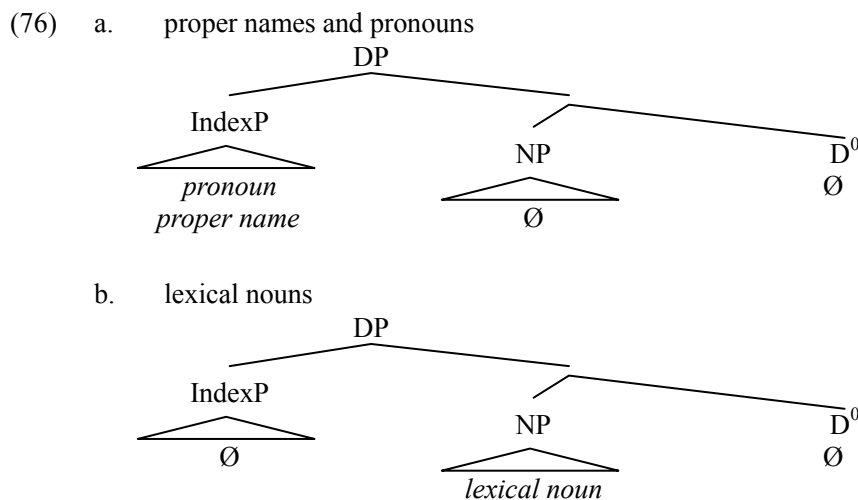 (76) a. proper names and pronouns
DP
IndexP
NP D⁰
pronoun Ø
proper name Ø
b. lexical nouns
DP
IndexP
NP D⁰
Ø Ø
lexical noun